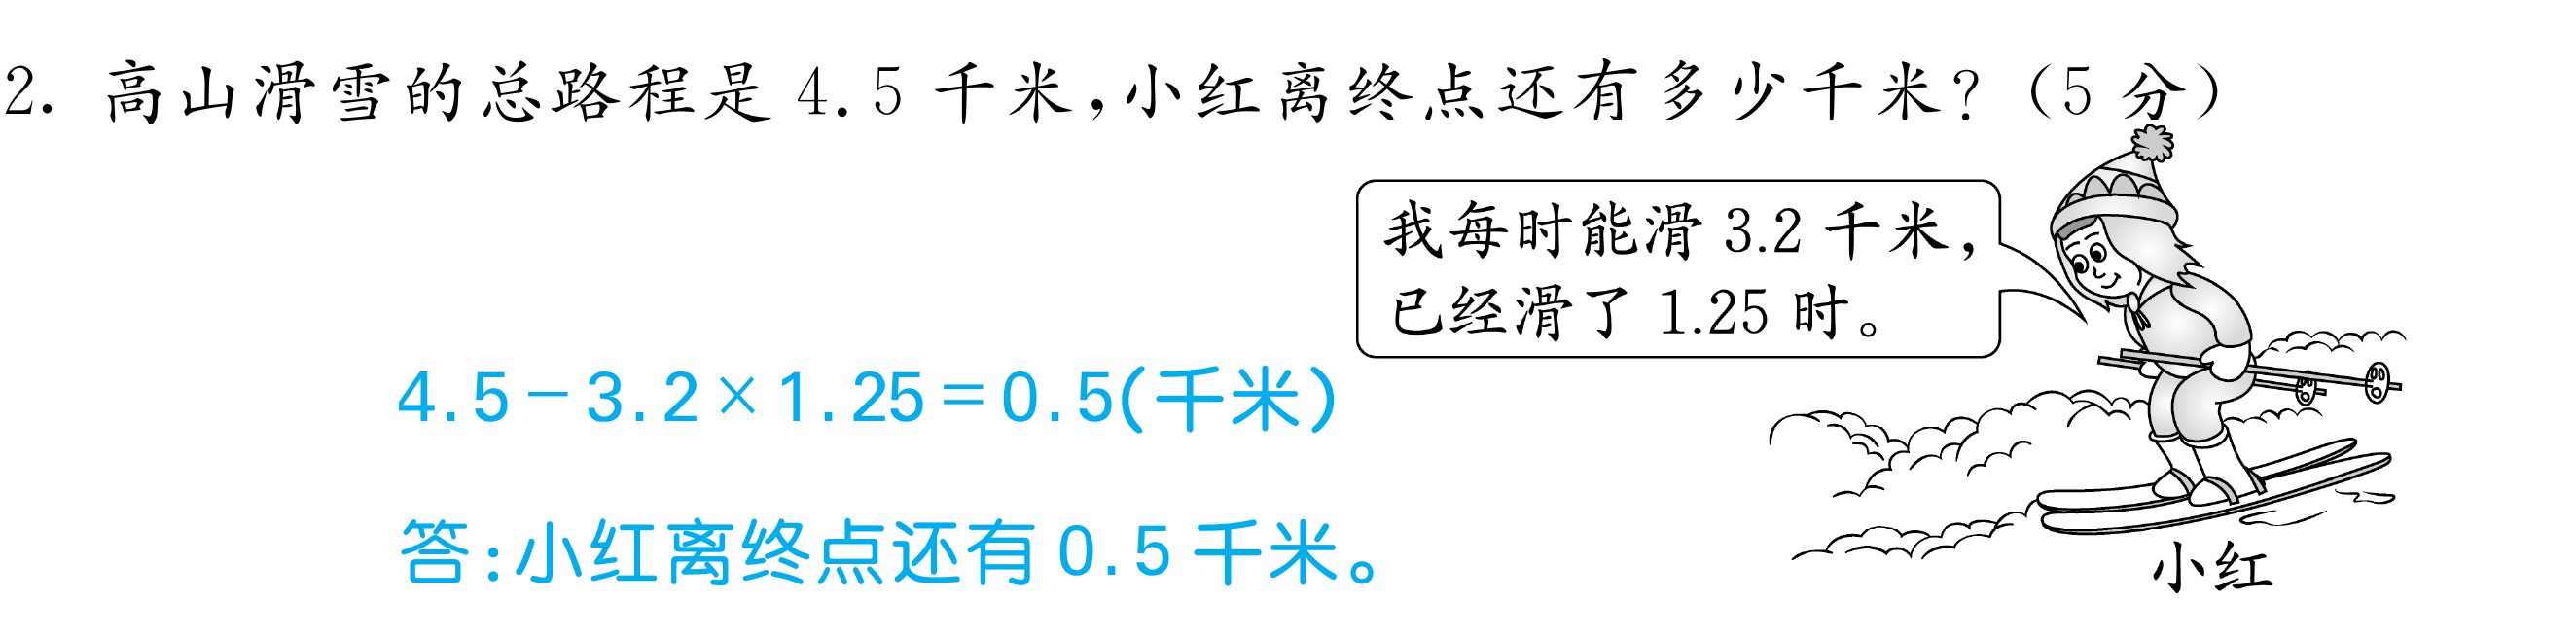 2. 高山滑雪的总路程是 4.5 千米,小红离终点还有多少千米?(5 分)
我每时能滑 3.2 千米,
已经滑了 1.25 时。
4.5-3.2×1.25=0.5(千米)
答:小红离终点还有 0.5 千米。
小红